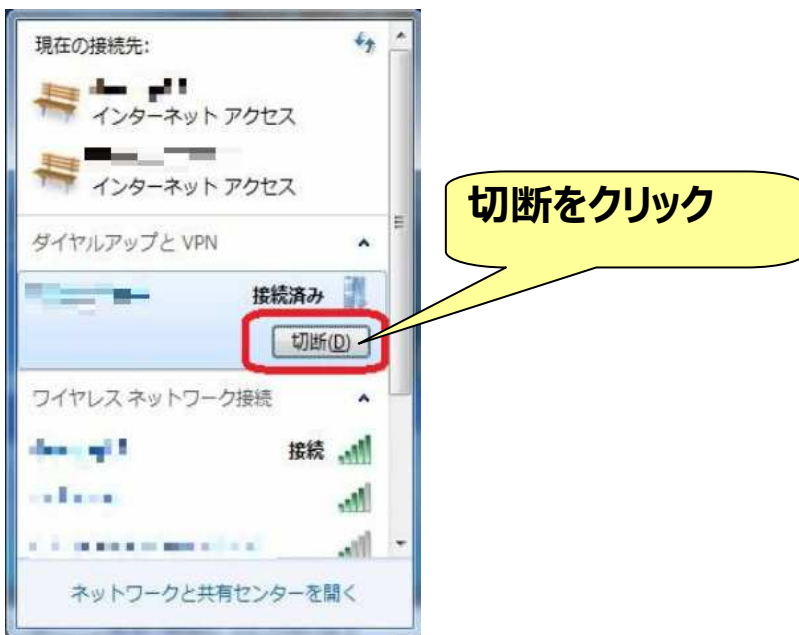 現在の接続先:
インターネット アクセス
インターネット アクセス
切断をクリック
ダイヤルアップと VPN
接続済み
切断(D)
ワイヤレス ネットワーク接続
接続
ネットワークと共有センターを開く